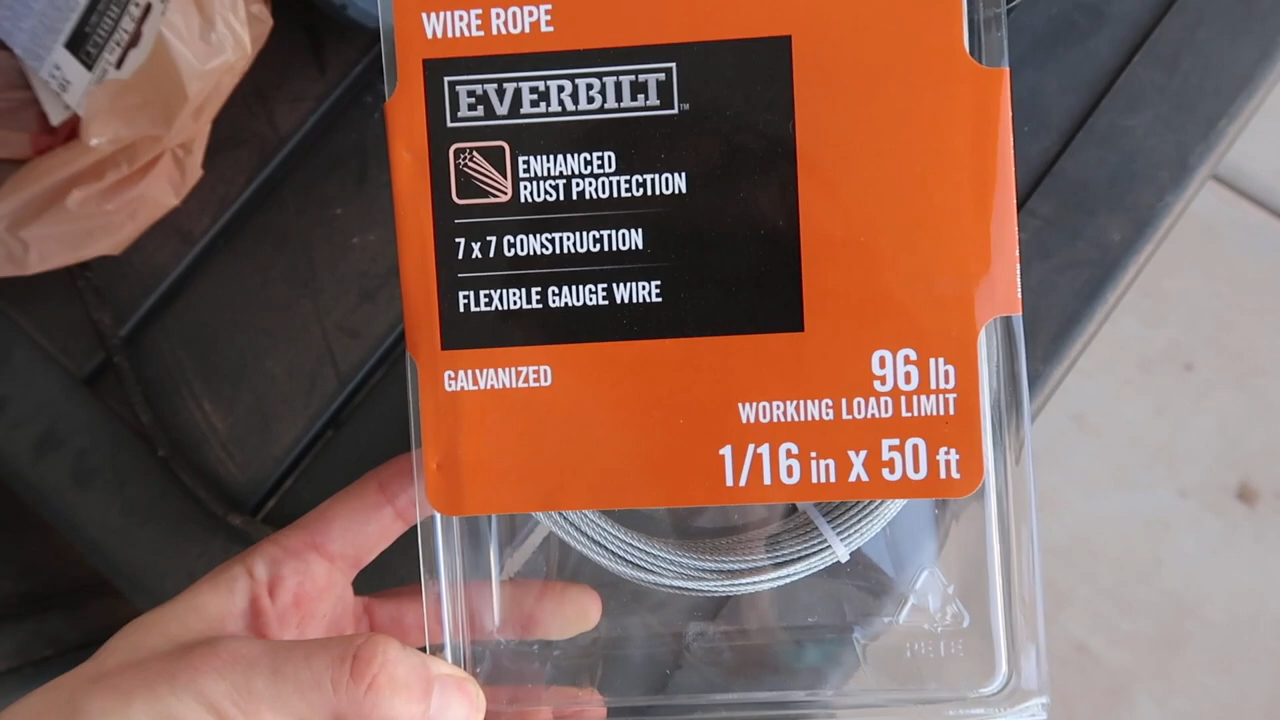 WIRE ROPE
EVERBILT™
ENHANCED
RUST PROTECTION
7 x 7 CONSTRUCTION
FLEXIBLE GAUGE WIRE
GALVANIZED
96 lb
WORKING LOAD LIMIT
1/16 in x 50 ft